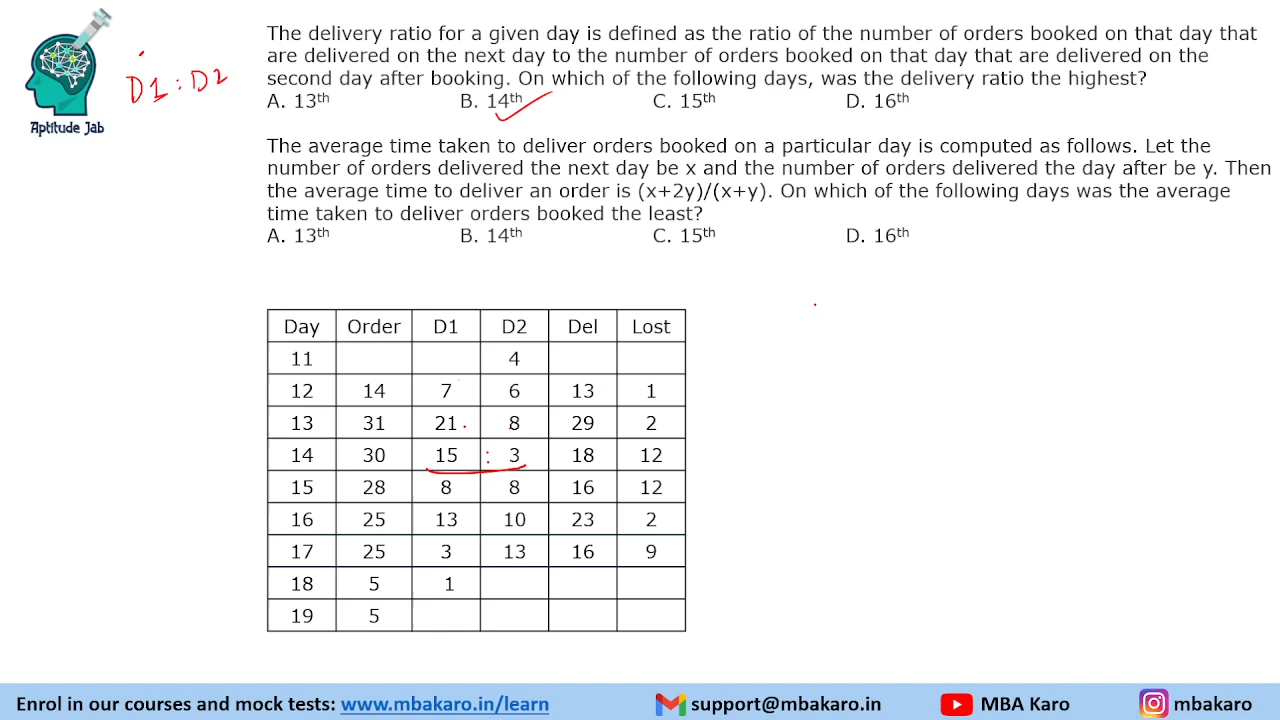 The delivery ratio for a given day is defined as the ratio of the number of orders booked on that day that
are delivered on the next day to the number of orders booked on that day that are delivered on the
second day after booking. On which of the following days, was the delivery ratio the highest?
A. 13th B. 14th C. 15th D. 16th
D1 : D2
Aptitude Jab
The average time taken to deliver orders booked on a particular day is computed as follows. Let the
number of orders delivered the next day be x and the number of orders delivered the day after be y. Then
the average time to deliver an order is (x+2y)/(x+y). On which of the following days was the average
time taken to deliver orders booked the least?
A. 13th B. 14th C. 15th D. 16th
Day Order D1 D2 Del Lost
11 4
12 14 7 6 13 1
13 31 21 8 29 2
14 30 15 : 3 18 12
15 28 8 8 16 12
16 25 13 10 23 2
17 25 3 13 16 9
18 5 1
19 5
Enrol in our courses and mock tests: www.mbakaro.in/learn support@mbakaro.in MBA Karo mbakaro